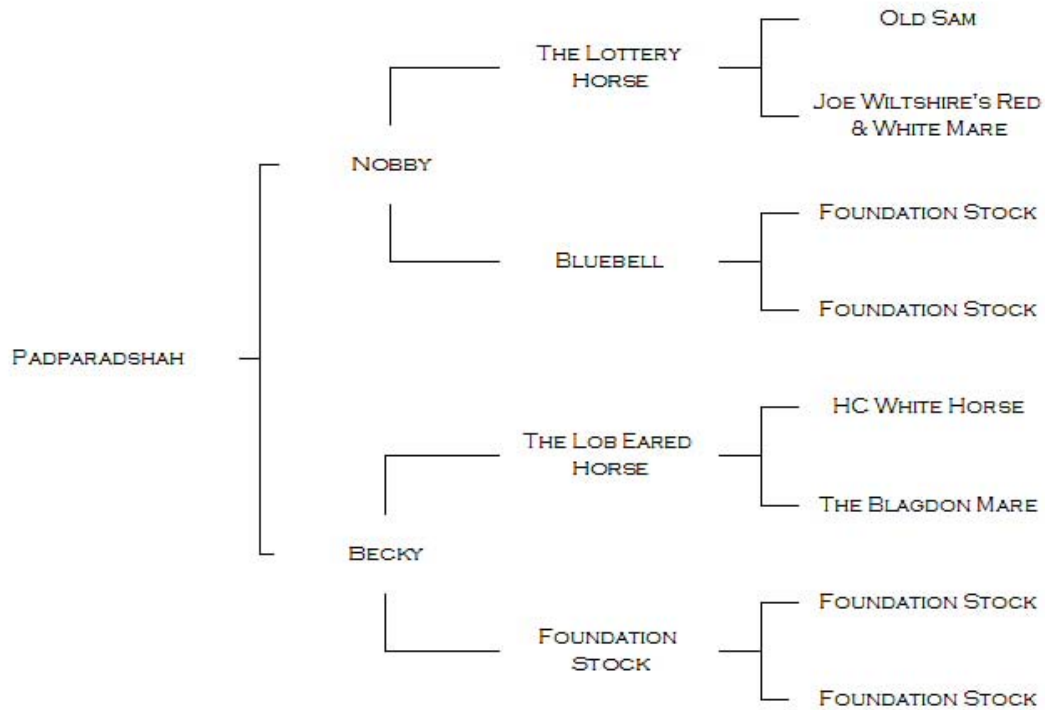 Old Sam
The Lottery
Horse
Joe Wiltshire's Red
& White Mare
Nobby
Foundation Stock
Bluebell
Foundation Stock
Padparadshah
HC White Horse
The Lob Eared
Horse
The Blagdon Mare
Becky
Foundation Stock
Foundation
Stock
Foundation Stock